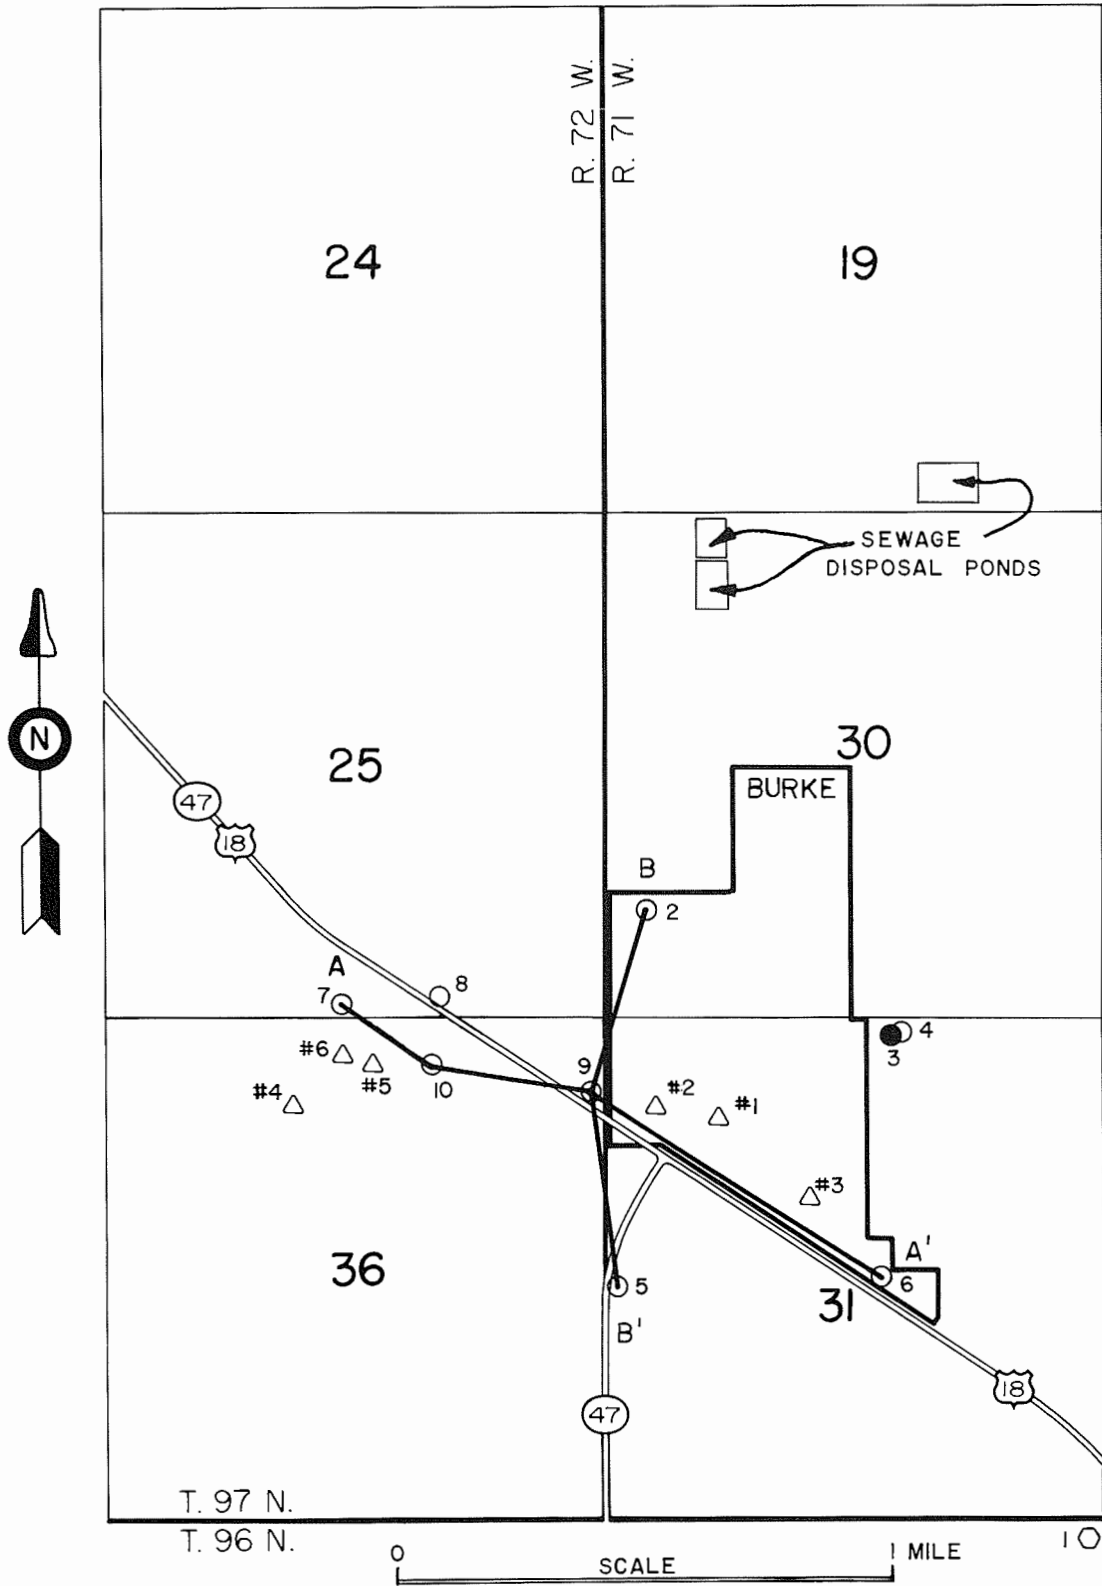 R. 72 W.
R. 71 W.
24
19
SEWAGE
DISPOSAL PONDS
N
25
30
BURKE
47
18
B
2
A
7
8
4
3
#6
#5
#4
10
9
#2
#1
#3
A'
6
36
5
31
B'
18
47
T. 97 N.
T. 96 N.
1
0
SCALE
1 MILE